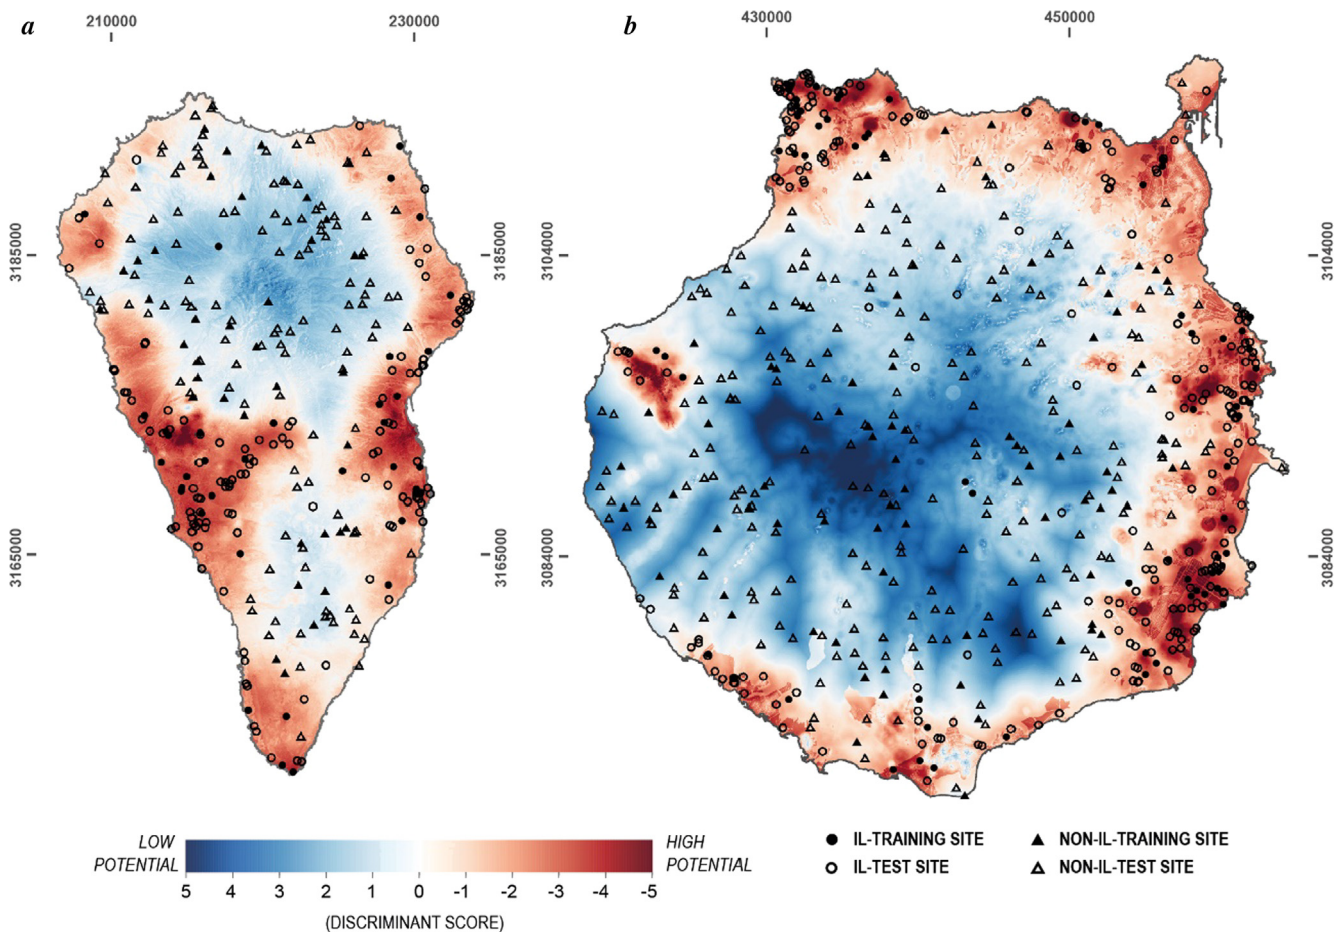 a
210000
230000
b
430000
450000
3185000
3185000
3104000
3104000
3165000
3165000
3084000
3084000
LOW
POTENTIAL
HIGH
POTENTIAL
5 4 3 2 1 0 -1 -2 -3 -4 -5
(DISCRIMINANT SCORE)
IL-TRAINING SITE
NON-IL-TRAINING SITE
IL-TEST SITE
NON-IL-TEST SITE